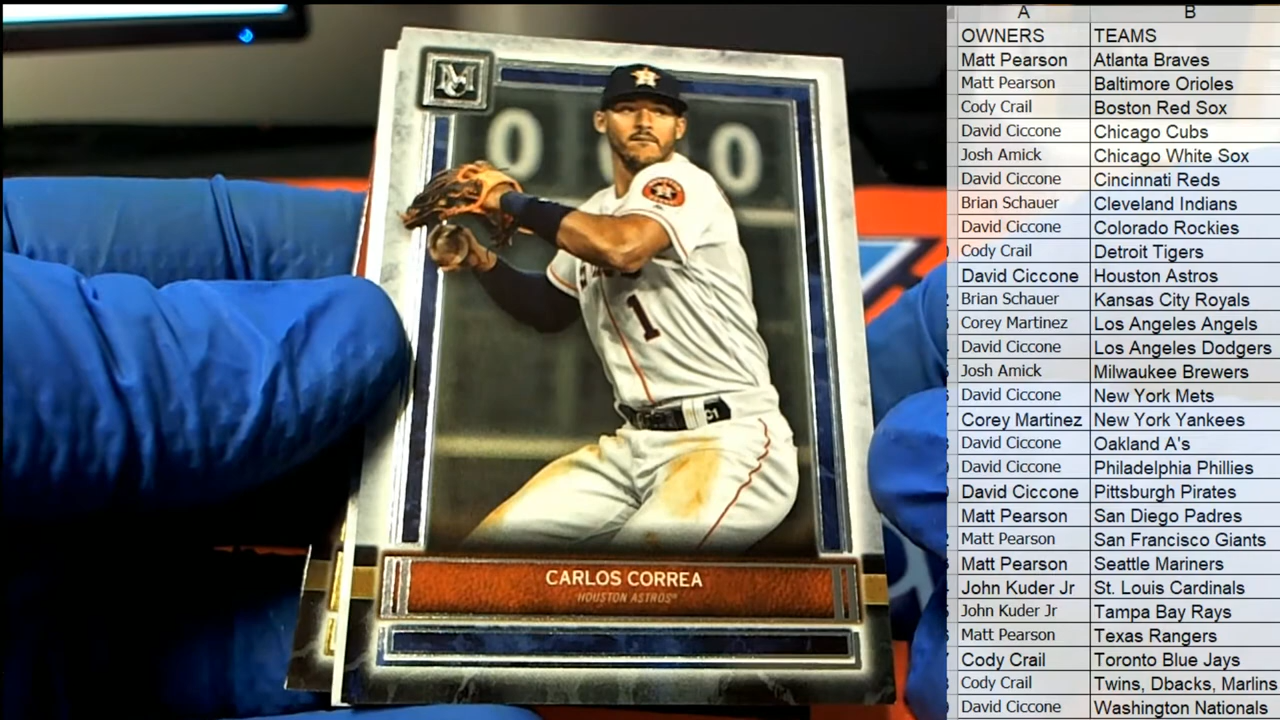 0 0 0
1
C1
CARLOS CORREA
HOUSTON ASTROS
A B
OWNERS TEAMS
Matt Pearson Atlanta Braves
Matt Pearson Baltimore Orioles
Cody Crail Boston Red Sox
David Ciccone Chicago Cubs
Josh Amick Chicago White Sox
David Ciccone Cincinnati Reds
Brian Schauer Cleveland Indians
David Ciccone Colorado Rockies
Cody Crail Detroit Tigers
David Ciccone Houston Astros
Brian Schauer Kansas City Royals
Corey Martinez Los Angeles Angels
David Ciccone Los Angeles Dodgers
Josh Amick Milwaukee Brewers
David Ciccone New York Mets
Corey Martinez New York Yankees
David Ciccone Oakland A's
David Ciccone Philadelphia Phillies
David Ciccone Pittsburgh Pirates
Matt Pearson San Diego Padres
Matt Pearson San Francisco Giants
Matt Pearson Seattle Mariners
John Kuder Jr St. Louis Cardinals
John Kuder Jr Tampa Bay Rays
Matt Pearson Texas Rangers
Cody Crail Toronto Blue Jays
Cody Crail Twins, Dbacks, Marlins
David Ciccone Washington Nationals